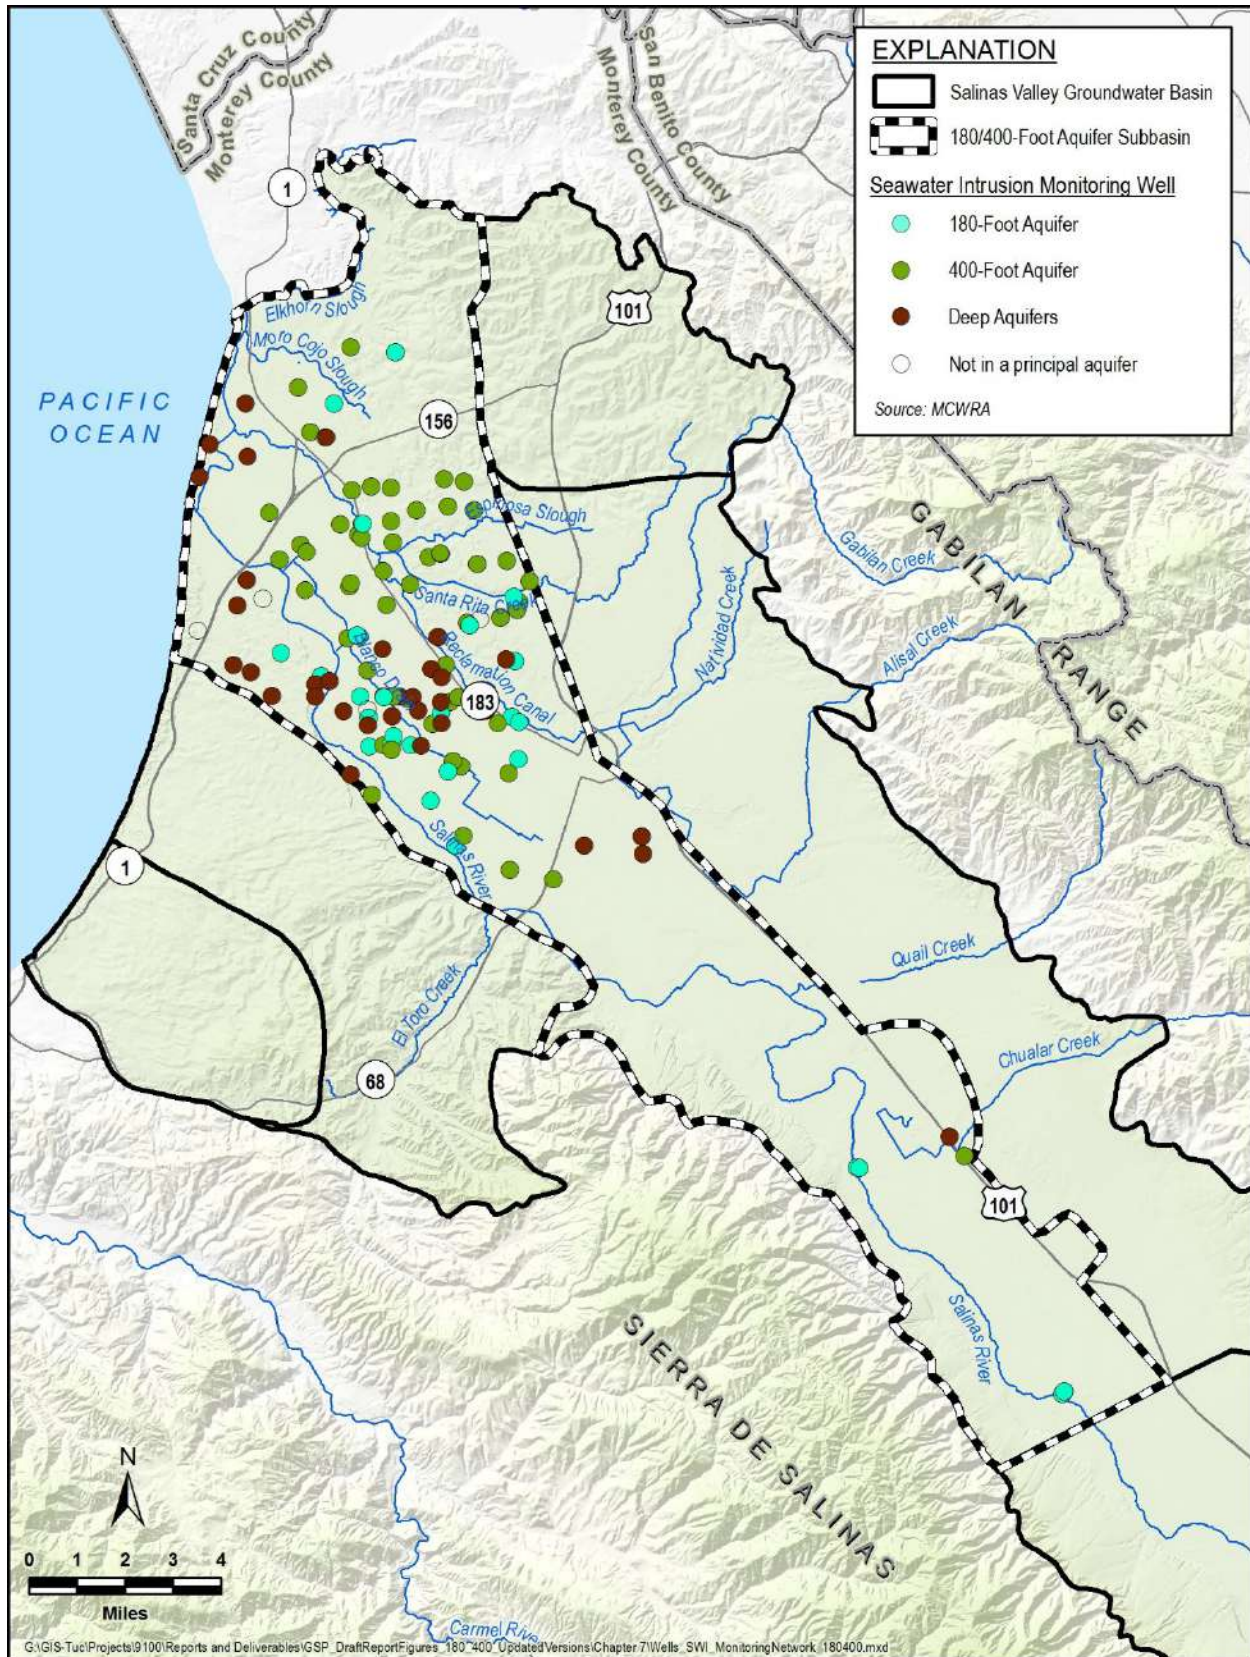 Santa Cruz County
Monterey County
San Benito County
Monterey County
EXPLANATION
Salinas Valley Groundwater Basin
180/400-Foot Aquifer Subbasin
Seawater Intrusion Monitoring Well
180-Foot Aquifer
400-Foot Aquifer
Deep Aquifers
Not in a principal aquifer
Source: MCWRA
1
101
Elkhorn Slough
Moro Cojo Slough
PACIFIC
OCEAN
156
Espinosa Slough
GABILAN
RANGE
Gabilan Creek
Santa Rita Creek
Natividad Creek
Alisal Creek
Blanco Drain
Reclamation Canal
183
Salinas River
1
Quail Creek
El Toro Creek
Chualar Creek
68
101
Salinas River
SIERRA DE SALINAS
N
0 1 2 3 4
Miles
Carmel River
G:\GIS-Tuc\Projects\9100\Reports and Deliverables\GSP_DraftReportFigures_180_400_UpdatedVersions\Chapter 7\Wells_SWI_MonitoringNetwork_180400.mxd